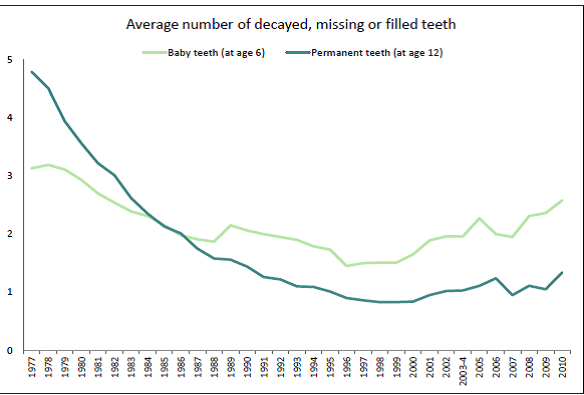 Average number of decayed, missing or filled teeth
Baby teeth (at age 6) Permanent teeth (at age 12)
5
4
3
2
1
0
1977 1978 1979 1980 1981 1982 1983 1984 1985 1986 1987 1988 1989 1990 1991 1992 1993 1994 1995 1996 1997 1998 1999 2000 2001 2002 2003-4 2005 2006 2007 2008 2009 2010